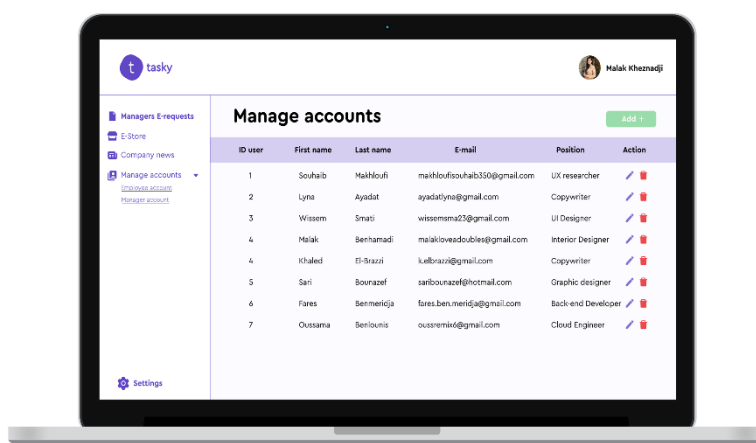 tasky
Malak Kheznadji
Managers E-requests
E-Store
Company news
Manage accounts
Employee account
Manager account
Settings
Manage accounts
Add +
ID user First name Last name E-mail Position Action
1 Souhaib Makhloufi makhloufisouhaib350@gmail.com UX researcher
2 Lyna Ayadat ayadatlyna@gmail.com Copywriter
3 Wissem Smati wissemsma23@gmail.com UI Designer
4 Malak Benhamadi malakloveadoubles@gmail.com Interior Designer
4 Khaled El-Brazzi k.elbrazzi@gmail.com Copywriter
5 Sari Bounazef saribounazef@hotmail.com Graphic designer
6 Fares Benmeridja fares.ben.meridja@gmail.com Back-end Developer
7 Oussama Benlounis oussremix6@gmail.com Cloud Engineer